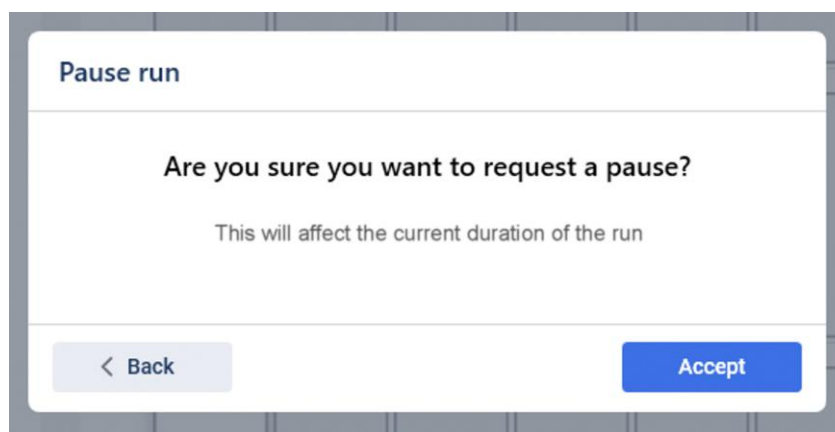 Pause run
Are you sure you want to request a pause?
This will affect the current duration of the run
Back
Accept